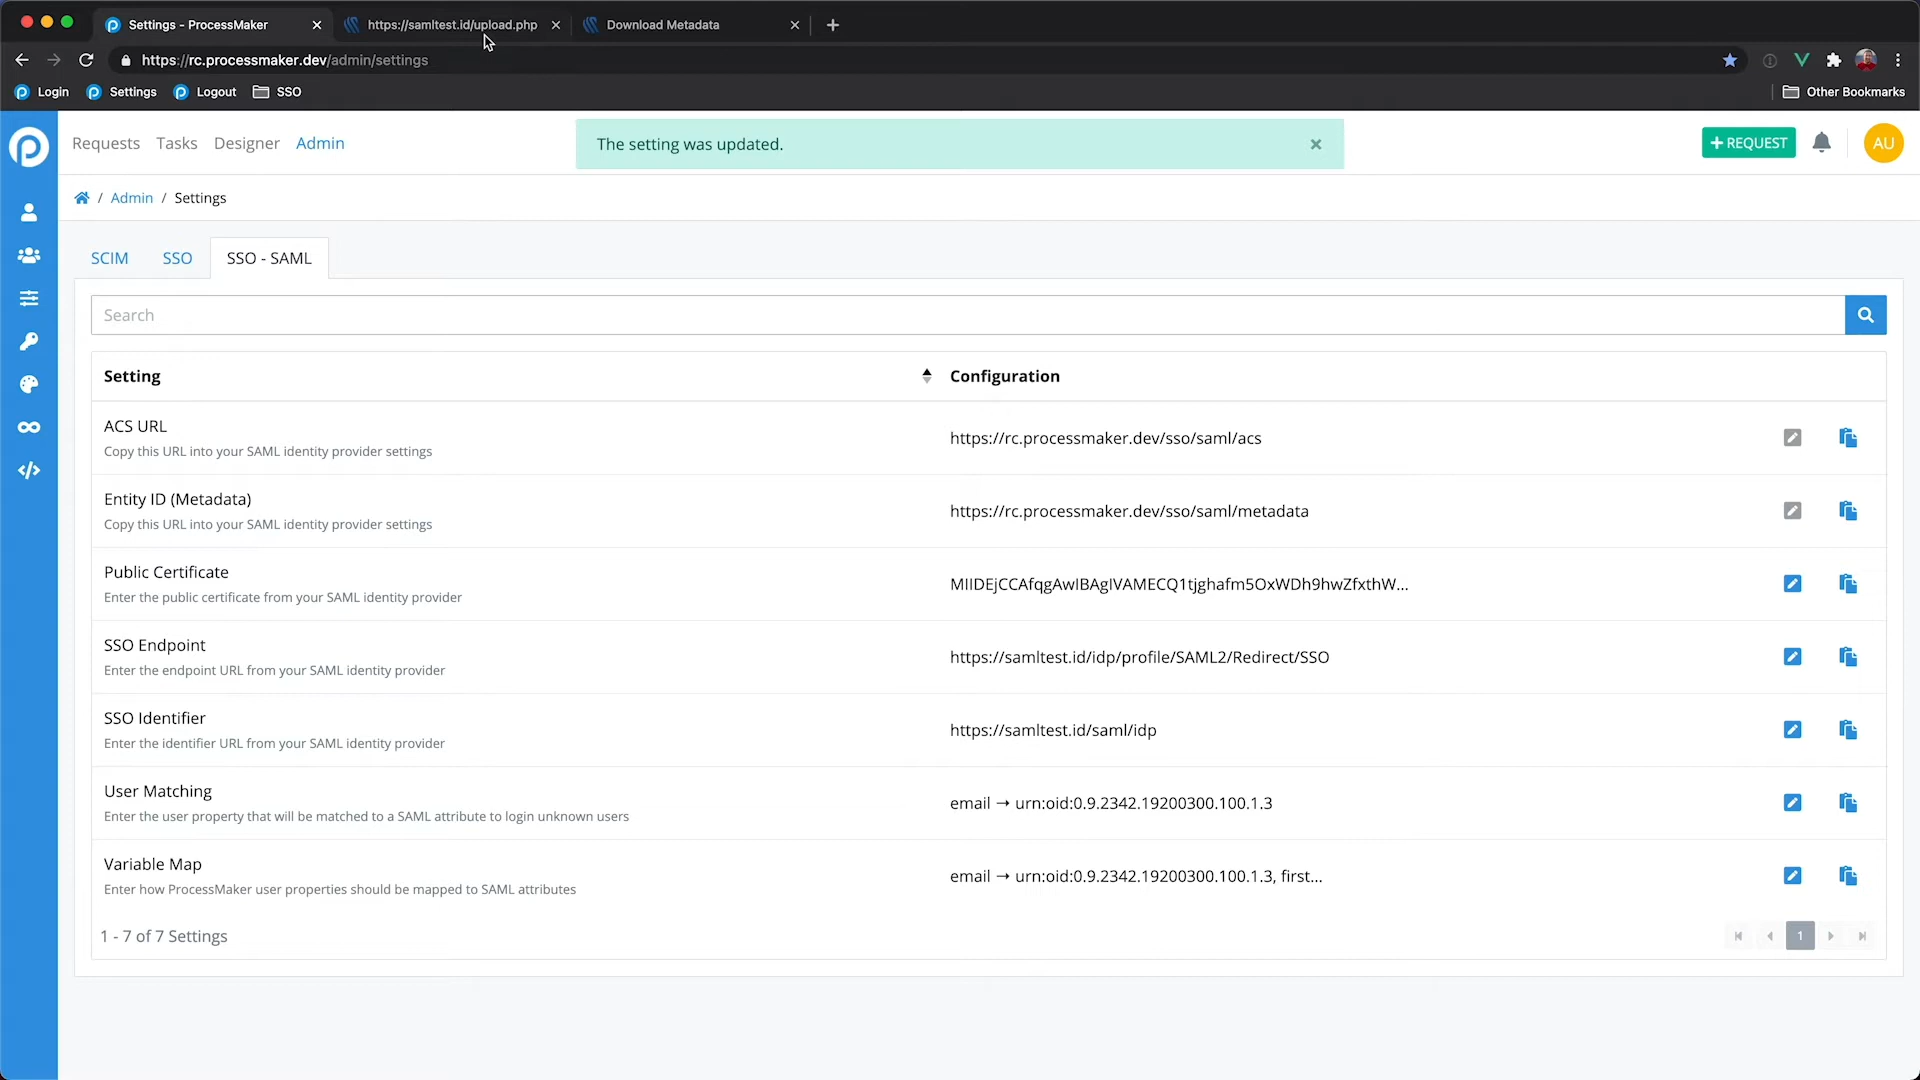 Settings - ProcessMaker
https://samltest.id/upload.php
Download Metadata
https://rc.processmaker.dev/admin/settings
Login
Settings
Logout
SSO
Other Bookmarks
Requests
Tasks
Designer
Admin
The setting was updated.
REQUEST
AU
/ Admin / Settings
SCIM
SSO
SSO - SAML
Search
Setting
Configuration
ACS URL
Copy this URL into your SAML identity provider settings
https://rc.processmaker.dev/sso/saml/acs
Entity ID (Metadata)
Copy this URL into your SAML identity provider settings
https://rc.processmaker.dev/sso/saml/metadata
Public Certificate
Enter the public certificate from your SAML identity provider
MIIDEjCCAfqgAwIBAgIVAMECQ1tjghafm5OxWDh9hwZfxthW...
SSO Endpoint
Enter the endpoint URL from your SAML identity provider
https://samltest.id/idp/profile/SAML2/Redirect/SSO
SSO Identifier
Enter the identifier URL from your SAML identity provider
https://samltest.id/saml/idp
User Matching
Enter the user property that will be matched to a SAML attribute to login unknown users
email → urn:oid:0.9.2342.19200300.100.1.3
Variable Map
Enter how ProcessMaker user properties should be mapped to SAML attributes
email → urn:oid:0.9.2342.19200300.100.1.3, first...
1 - 7 of 7 Settings
1